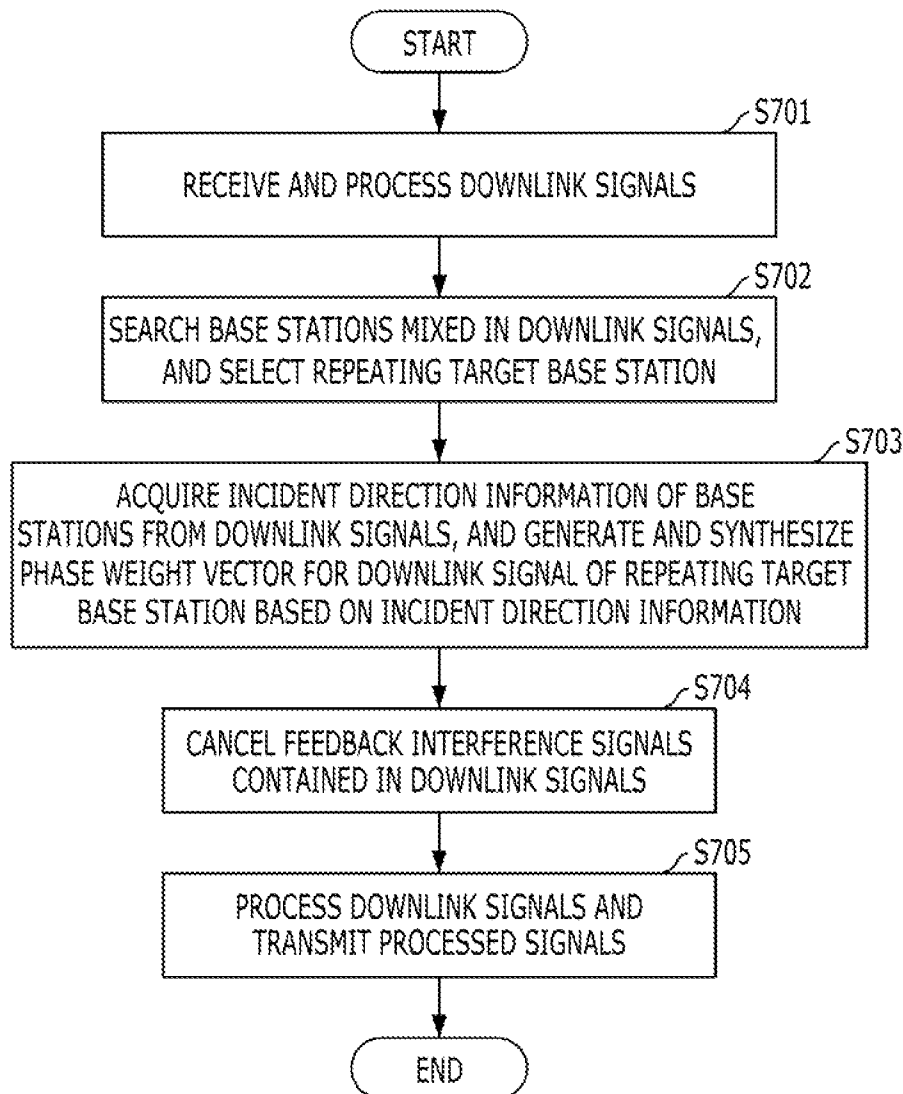 START
S701
RECEIVE AND PROCESS DOWNLINK SIGNALS
S702
SEARCH BASE STATIONS MIXED IN DOWNLINK SIGNALS,
AND SELECT REPEATING TARGET BASE STATION
S703
ACQUIRE INCIDENT DIRECTION INFORMATION OF BASE
STATIONS FROM DOWNLINK SIGNALS, AND GENERATE AND SYNTHESIZE
PHASE WEIGHT VECTOR FOR DOWNLINK SIGNAL OF REPEATING TARGET
BASE STATION BASED ON INCIDENT DIRECTION INFORMATION
S704
CANCEL FEEDBACK INTERFERENCE SIGNALS
CONTAINED IN DOWNLINK SIGNALS
S705
PROCESS DOWNLINK SIGNALS AND
TRANSMIT PROCESSED SIGNALS
END